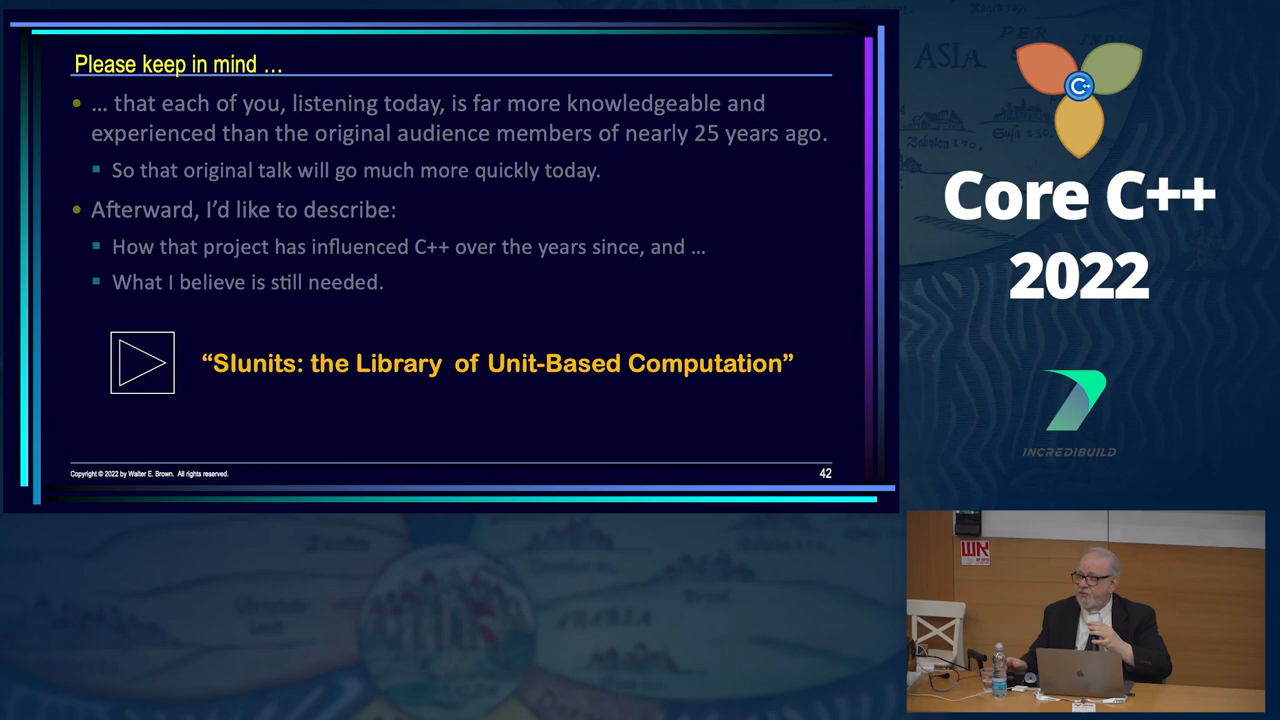 Please keep in mind …
• … that each of you, listening today, is far more knowledgeable and
experienced than the original audience members of nearly 25 years ago.
▪ So that original talk will go much more quickly today.
• Afterward, I’d like to describe:
▪ How that project has influenced C++ over the years since, and …
▪ What I believe is still needed.
“SIunits: the Library of Unit-Based Computation”
Copyright © 2022 by Walter E. Brown. All rights reserved.
42
ASIA
C++
Core C++
2022
INCREDIBUILD
אש